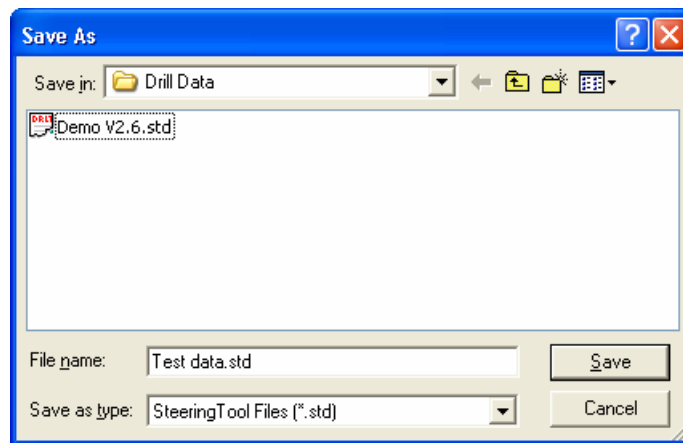 Save As
Save in: Drill Data
DRLT
Demo V2.6.std
File name: Test data.std
Save
Save as type: SteeringTool Files (*.std)
Cancel